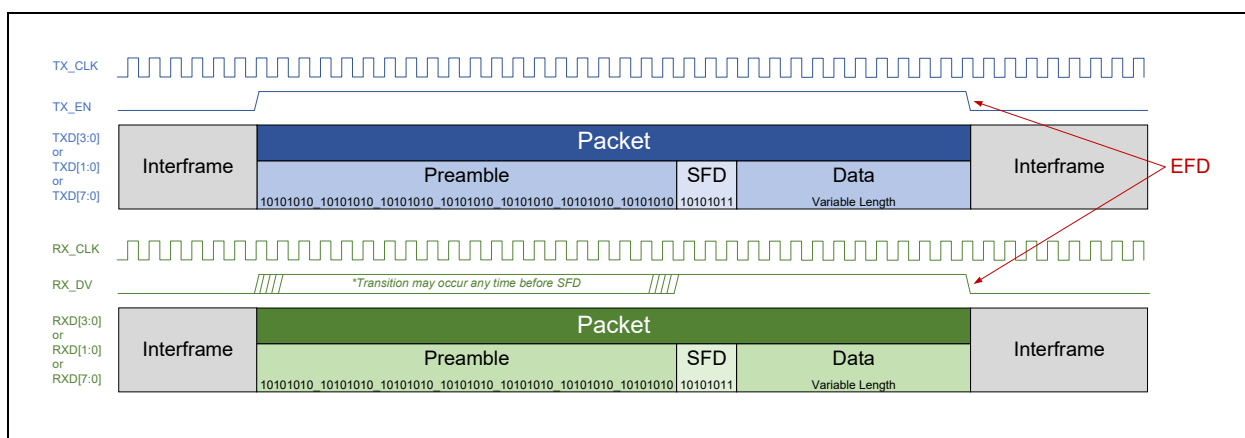 TX_CLK
TX_EN
TXD[3:0]
or
TXD[1:0]
or
TXD[7:0]
Interframe
Packet
Preamble
SFD
Data
10101010_10101010_10101010_10101010_10101010_10101010_10101010
10101011
Variable Length
Interframe
EFD
RX_CLK
RX_DV
*Transition may occur any time before SFD
RXD[3:0]
or
RXD[1:0]
or
RXD[7:0]
Interframe
Packet
Preamble
SFD
Data
10101010_10101010_10101010_10101010_10101010_10101010_10101010
10101011
Variable Length
Interframe